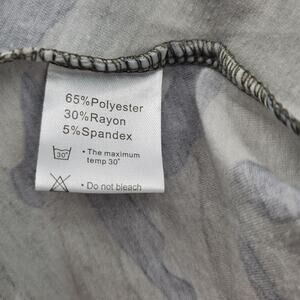 65%Polyester
30%Rayon
5%Spandex
30°
• The maximum
temp 30°
• Do not bleach